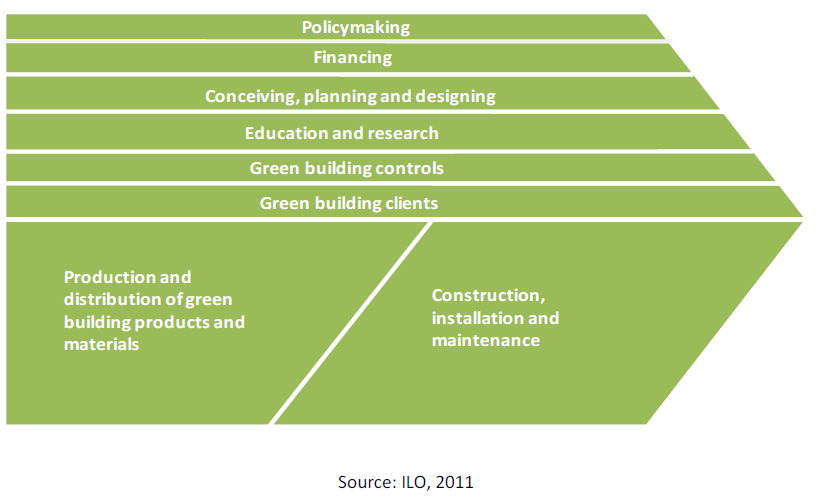 Policymaking
Financing
Conceiving, planning and designing
Education and research
Green building controls
Green building clients
Production and
distribution of green
building products and
materials
Construction,
installation and
maintenance
Source: ILO, 2011